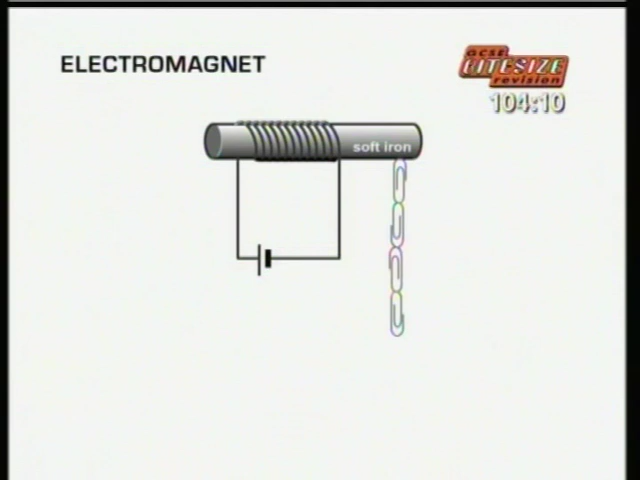 ELECTROMAGNET
GCSE
BITESIZE
revision
104:10
soft iron